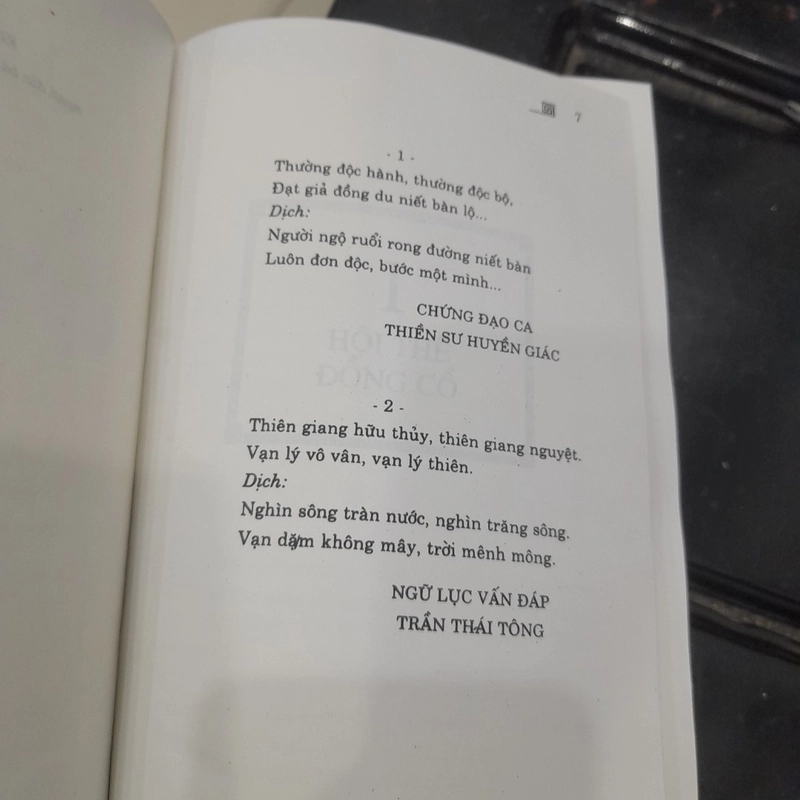 7
- 1 -
Thường độc hành, thường độc bộ,
Đạt giả đồng du niết bàn lộ...
Dịch:
Người ngộ ruổi rong đường niết bàn
Luôn đơn độc, bước một mình...
CHỨNG ĐẠO CA
THIỀN SƯ HUYỀN GIÁC
- 2 -
Thiên giang hữu thủy, thiên giang nguyệt.
Vạn lý vô vân, vạn lý thiên.
Dịch:
Nghìn sông tràn nước, nghìn trăng sông.
Vạn dặm không mây, trời mênh mông.
NGỮ LỤC VẤN ĐÁP
TRẦN THÁI TÔNG